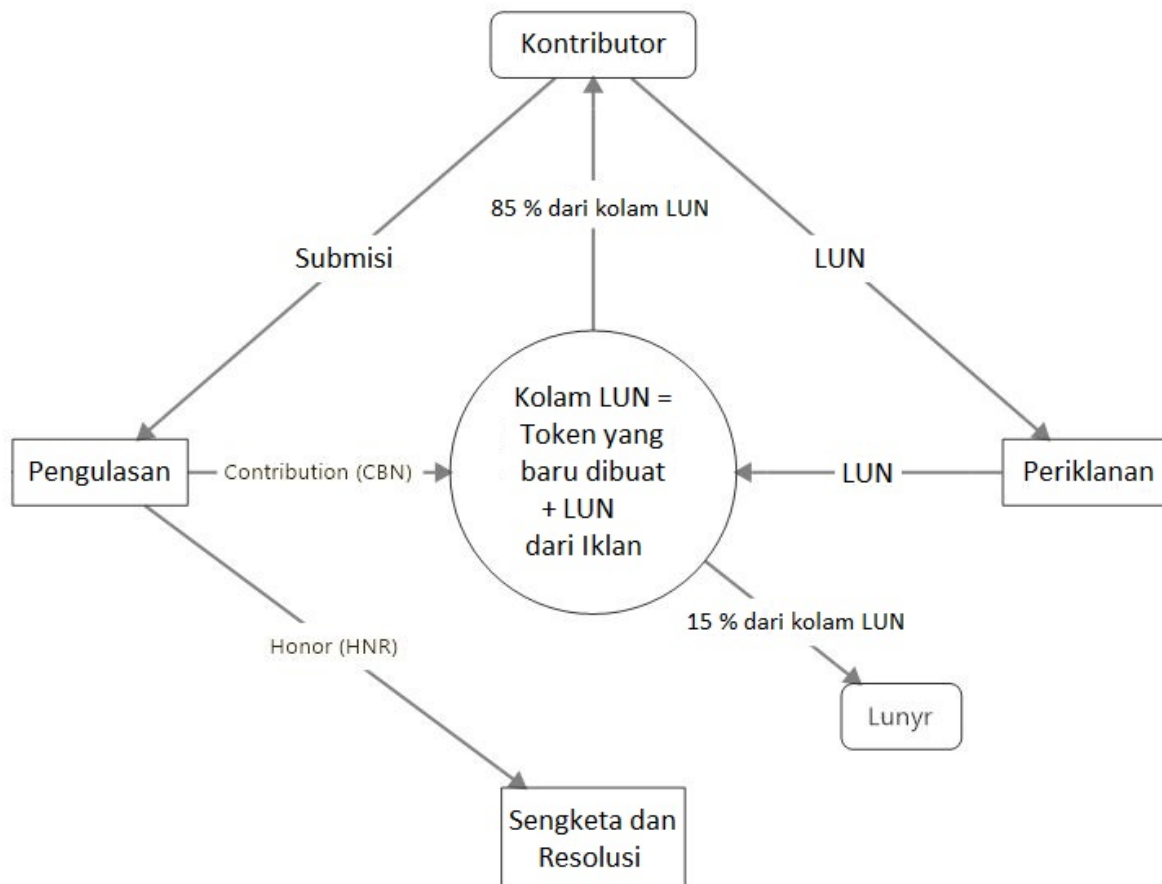 Kontributor
85 % dari kolam LUN
Submisi
LUN
Kolam LUN =
Token yang
baru dibuat
+ LUN
dari Iklan
Pengulasan
Contribution (CBN)
LUN
Periklanan
15 % dari kolam LUN
Honor (HNR)
Lunyr
Sengketa dan
Resolusi